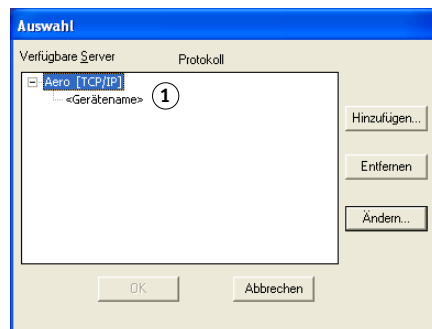 Auswahl
Verfügbare Server Protokoll
Aero [TCP/IP]
<Gerätename> 1
Hinzufügen...
Entfernen
Ändern...
OK Abbrechen